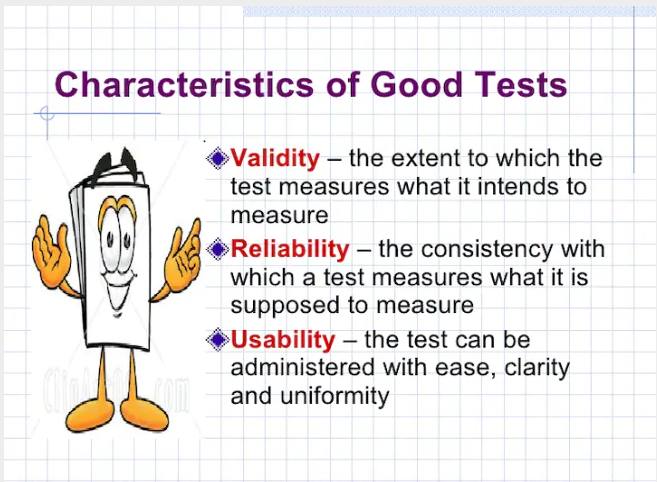 Characteristics of Good Tests
Validity – the extent to which the
test measures what it intends to
measure
Reliability – the consistency with
which a test measures what it is
supposed to measure
Usability – the test can be
administered with ease, clarity
and uniformity